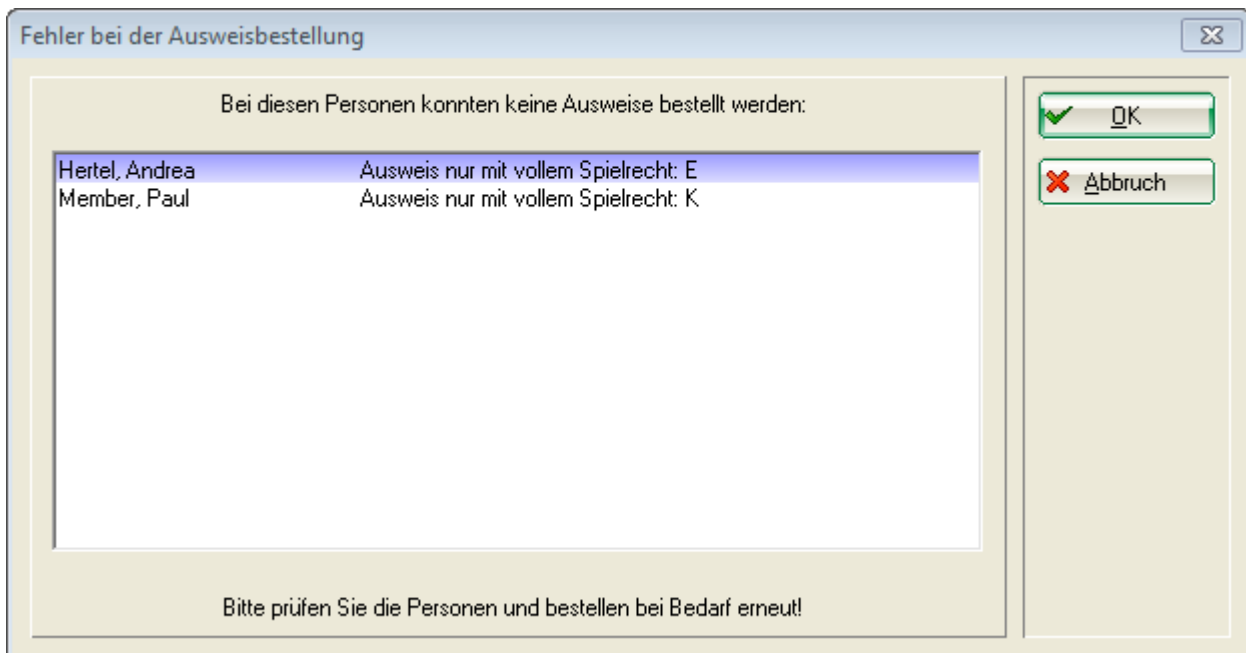 Fehler bei der Ausweisbestellung
Bei diesen Personen konnten keine Ausweise bestellt werden:
Hertel, Andrea Ausweis nur mit vollem Spielrecht: E
Member, Paul Ausweis nur mit vollem Spielrecht: K
Bitte prüfen Sie die Personen und bestellen bei Bedarf erneut!
OK
Abbruch